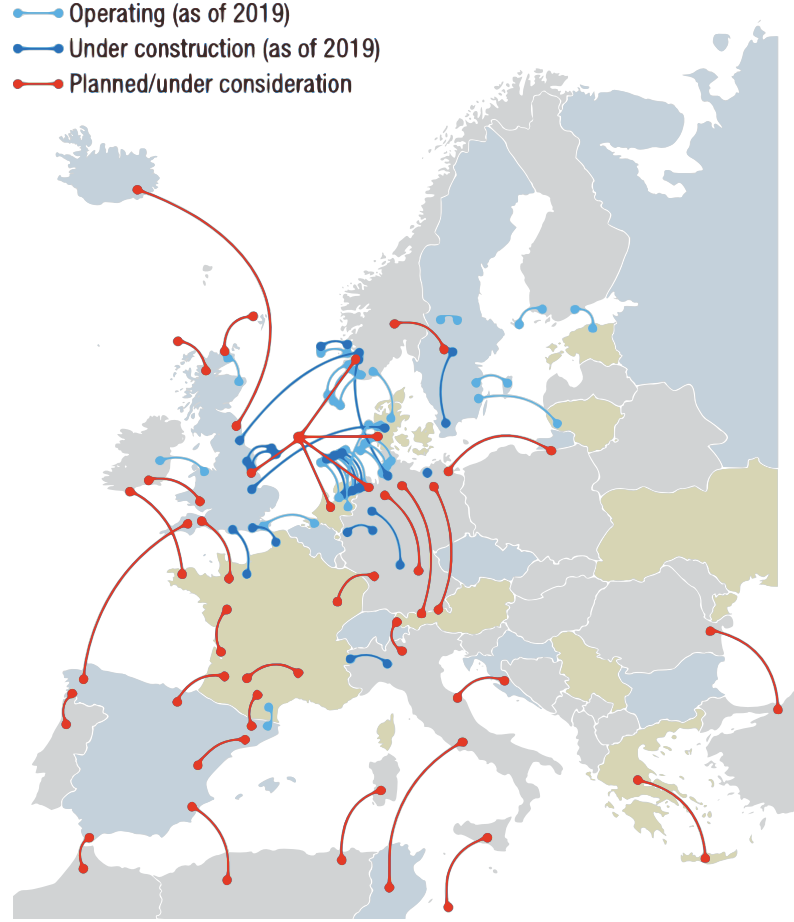 Operating (as of 2019)
Under construction (as of 2019)
Planned/under consideration